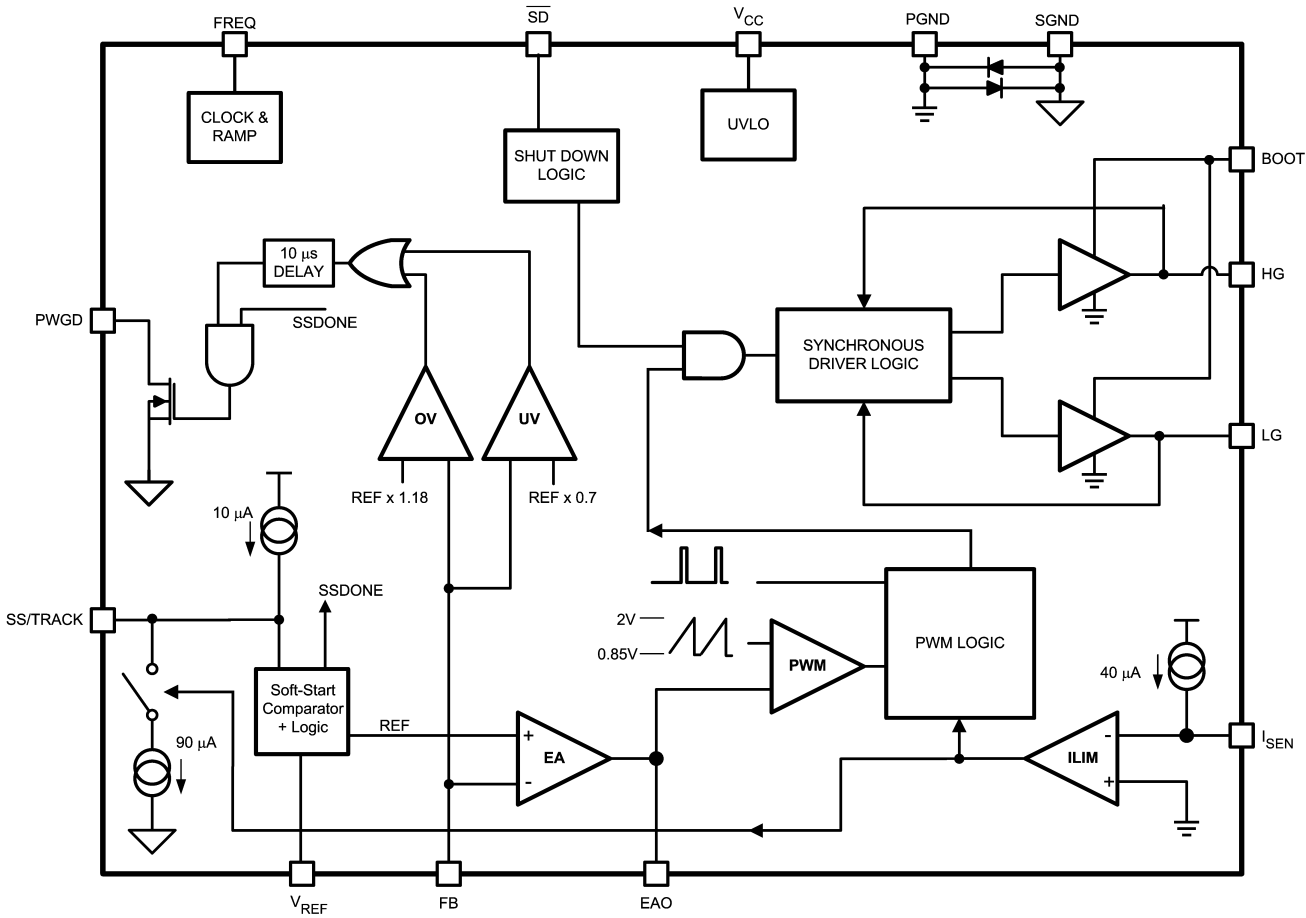 FREQ
SD
VCC
PGND
SGND
CLOCK &
RAMP
UVLO
SHUT DOWN
LOGIC
BOOT
10 μs
DELAY
HG
PWGD
SSDONE
SYNCHRONOUS
DRIVER LOGIC
OV
UV
LG
REF x 1.18
REF x 0.7
10 μA
SSDONE
SS/TRACK
2V
0.85V
PWM
PWM LOGIC
40 μA
Soft-Start
Comparator
+ Logic
REF
90 μA
+
EA
-
-
ILIM
+
ISEN
VREF
FB
EAO